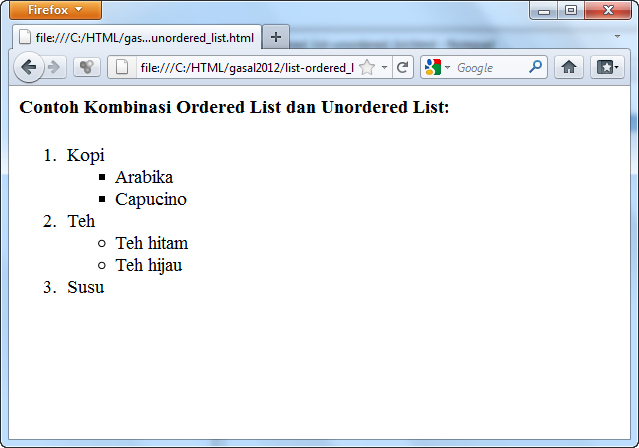 Firefox
file:///C:/HTML/gas...unordered_list.html
file:///C:/HTML/gasal2012/list-ordered_l
Google
Contoh Kombinasi Ordered List dan Unordered List:
1. Kopi
Arabika
Capucino
2. Teh
Teh hitam
Teh hijau
3. Susu